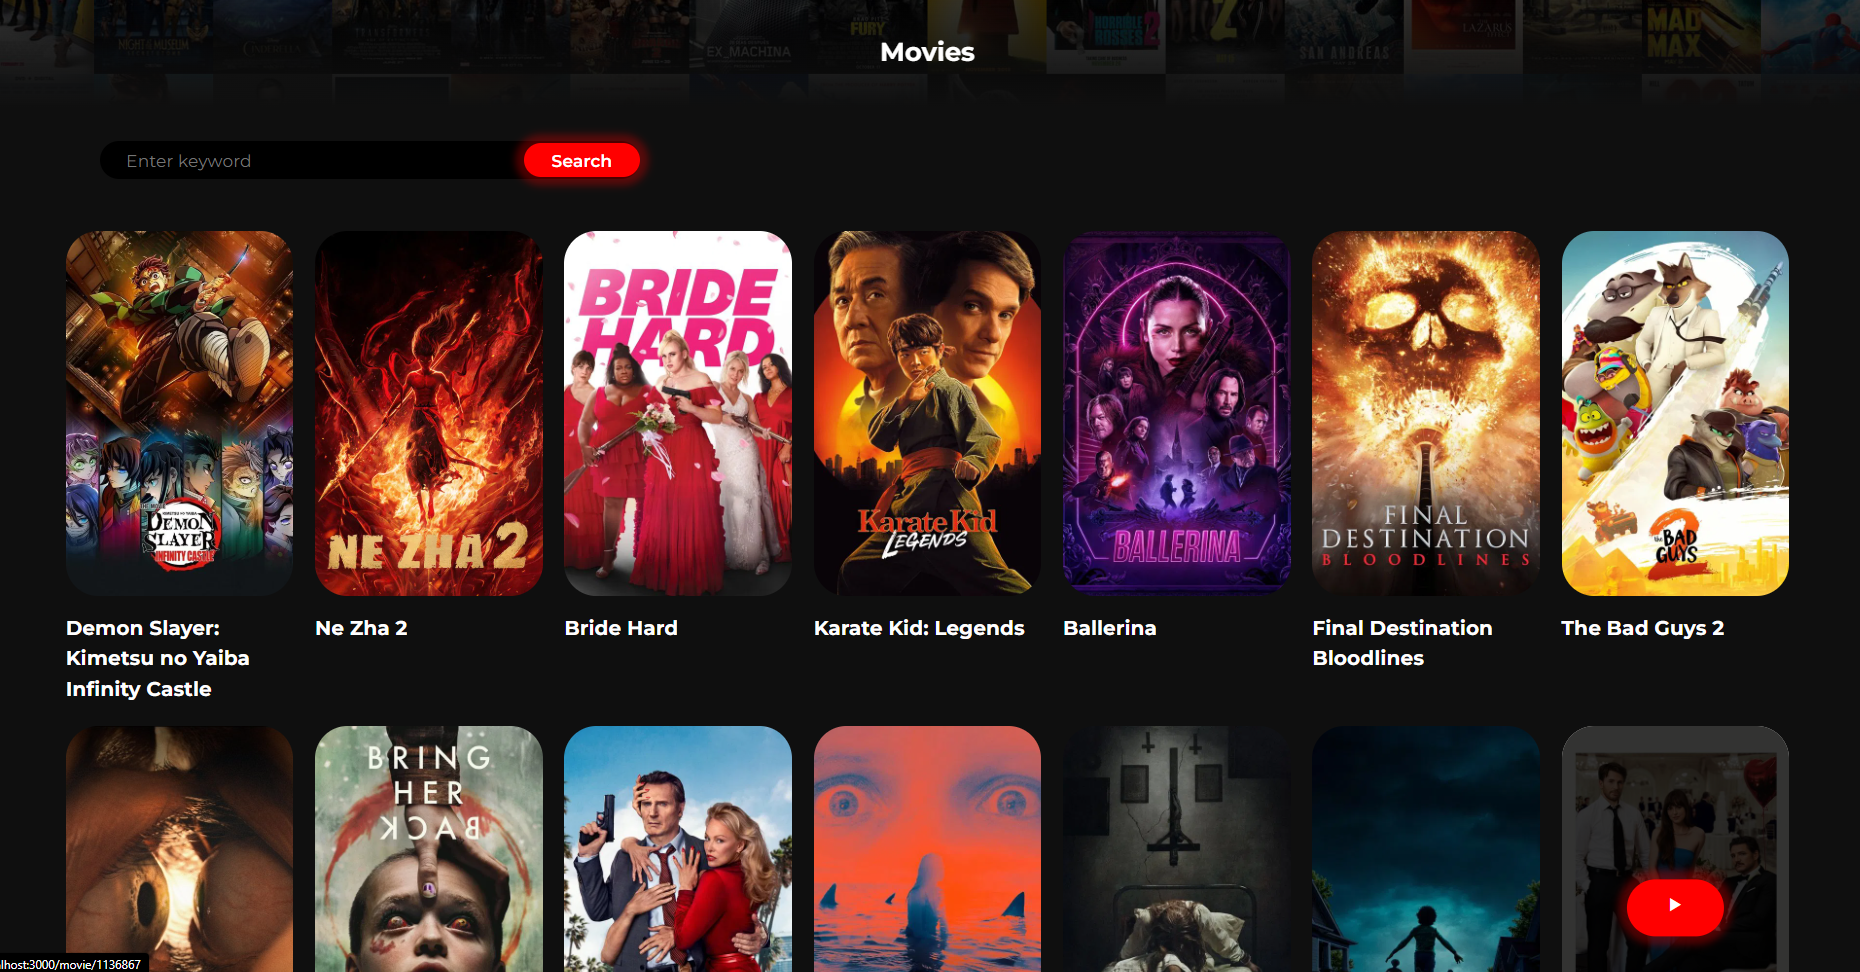 NIGHT AT THE MUSEUM
CINDERELLA
TRANSFORMERS
EX_MACHINA
FURY
HORRIBLE
BOSSES 2
SAN ANDREAS
LAZARUS
MAD
MAX
Movies
Enter keyword
Search
DEMON
SLAYER
INFINITY CASTLE
NE ZHA 2
BRIDE
HARD
Karate Kid
LEGENDS
BALLERINA
FINAL
DESTINATION
BLOODLINES
the BAD
GUYS
2
Demon Slayer:
Kimetsu no Yaiba
Infinity Castle
Ne Zha 2
Bride Hard
Karate Kid: Legends
Ballerina
Final Destination
Bloodlines
The Bad Guys 2
BRING
HER
BACK
lhost:3000/movie/1136867